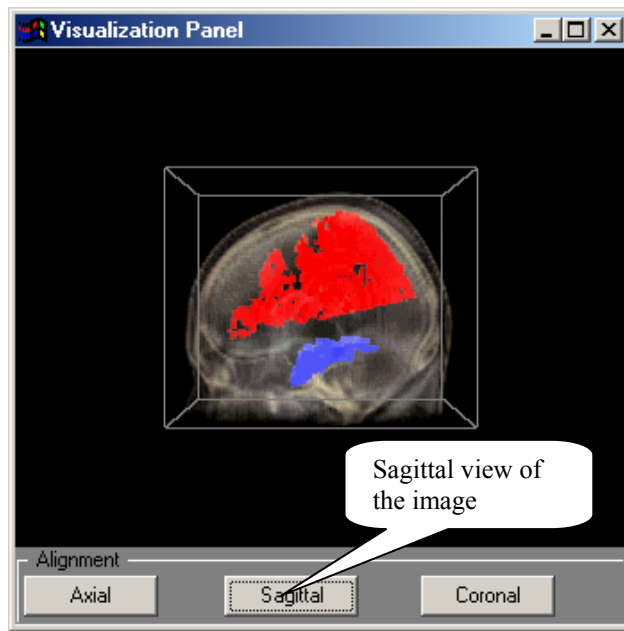 Visualization Panel
Sagittal view of
the image
Alignment
Axial
Sagittal
Coronal